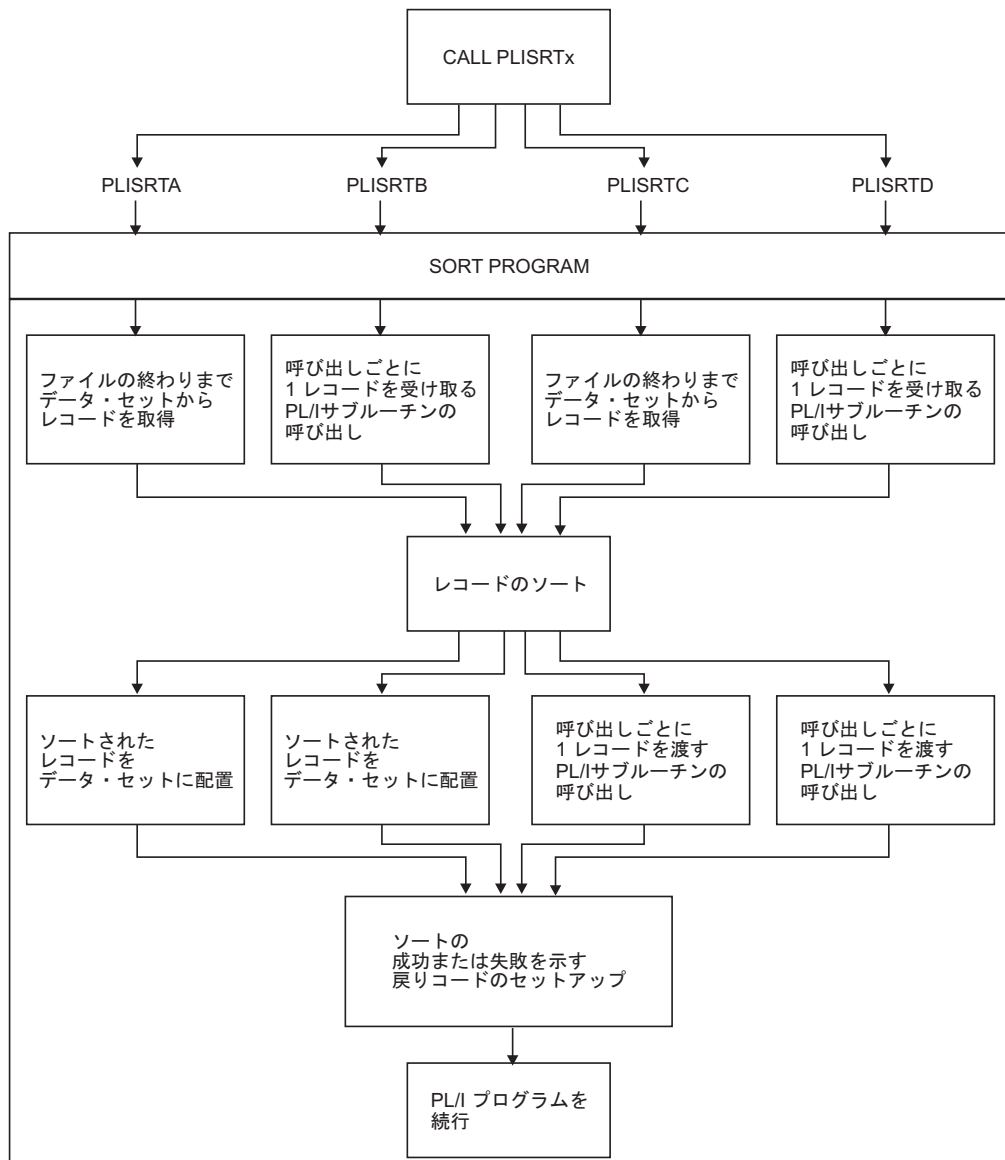 CALL PLISRTx
PLISRTA
PLISRTB
PLISRTC
PLISRTD
SORT PROGRAM
ファイルの終わりまで
データ・セットから
レコードを取得
呼び出しごとに
1 レコードを受け取る
PL/Iサブルーチンの
呼び出し
ファイルの終わりまで
データ・セットから
レコードを取得
呼び出しごとに
1 レコードを受け取る
PL/Iサブルーチンの
呼び出し
レコードのソート
ソートされた
レコードを
データ・セットに配置
ソートされた
レコードを
データ・セットに配置
呼び出しごとに
1 レコードを渡す
PL/Iサブルーチンの
呼び出し
呼び出しごとに
1 レコードを渡す
PL/Iサブルーチンの
呼び出し
ソートの
成功または失敗を示す
戻りコードのセットアップ
PL/I プログラムを
続行